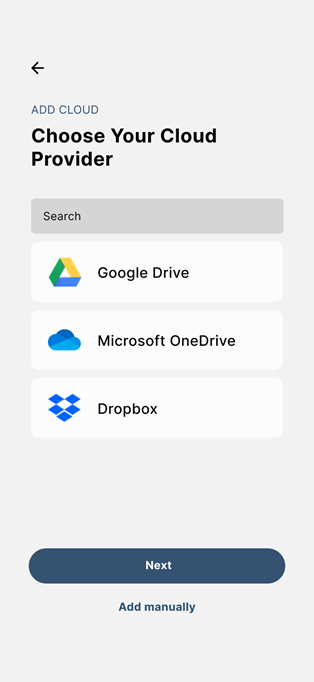 ADD CLOUD
Choose Your Cloud
Provider
Search
Google Drive
Microsoft OneDrive
Dropbox
Next
Add manually